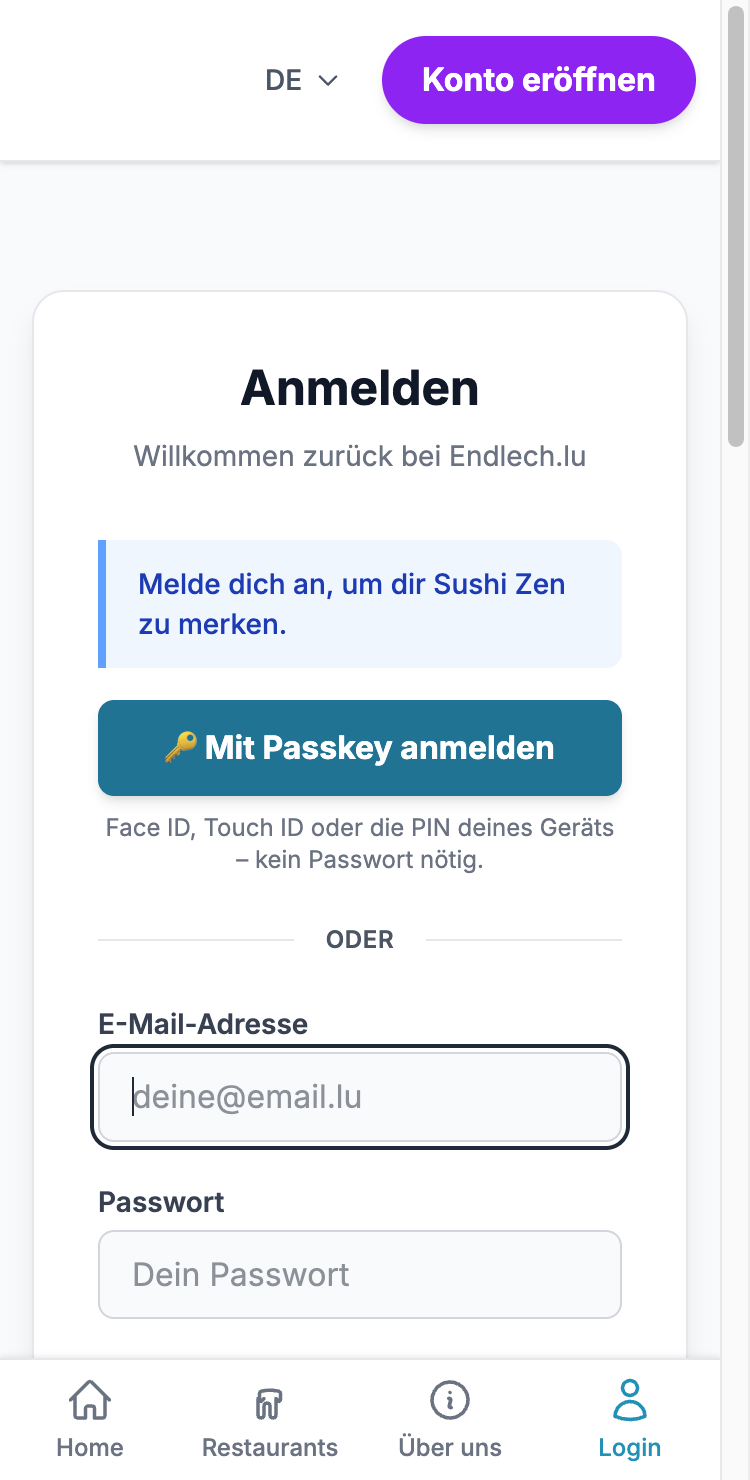 DE
Konto eröffnen
Anmelden
Willkommen zurück bei Endlech.lu
Melde dich an, um dir Sushi Zen
zu merken.
🔑 Mit Passkey anmelden
Face ID, Touch ID oder die PIN deines Geräts
– kein Passwort nötig.
ODER
E-Mail-Adresse
deine@email.lu
Passwort
Dein Passwort
Home
Restaurants
Über uns
Login